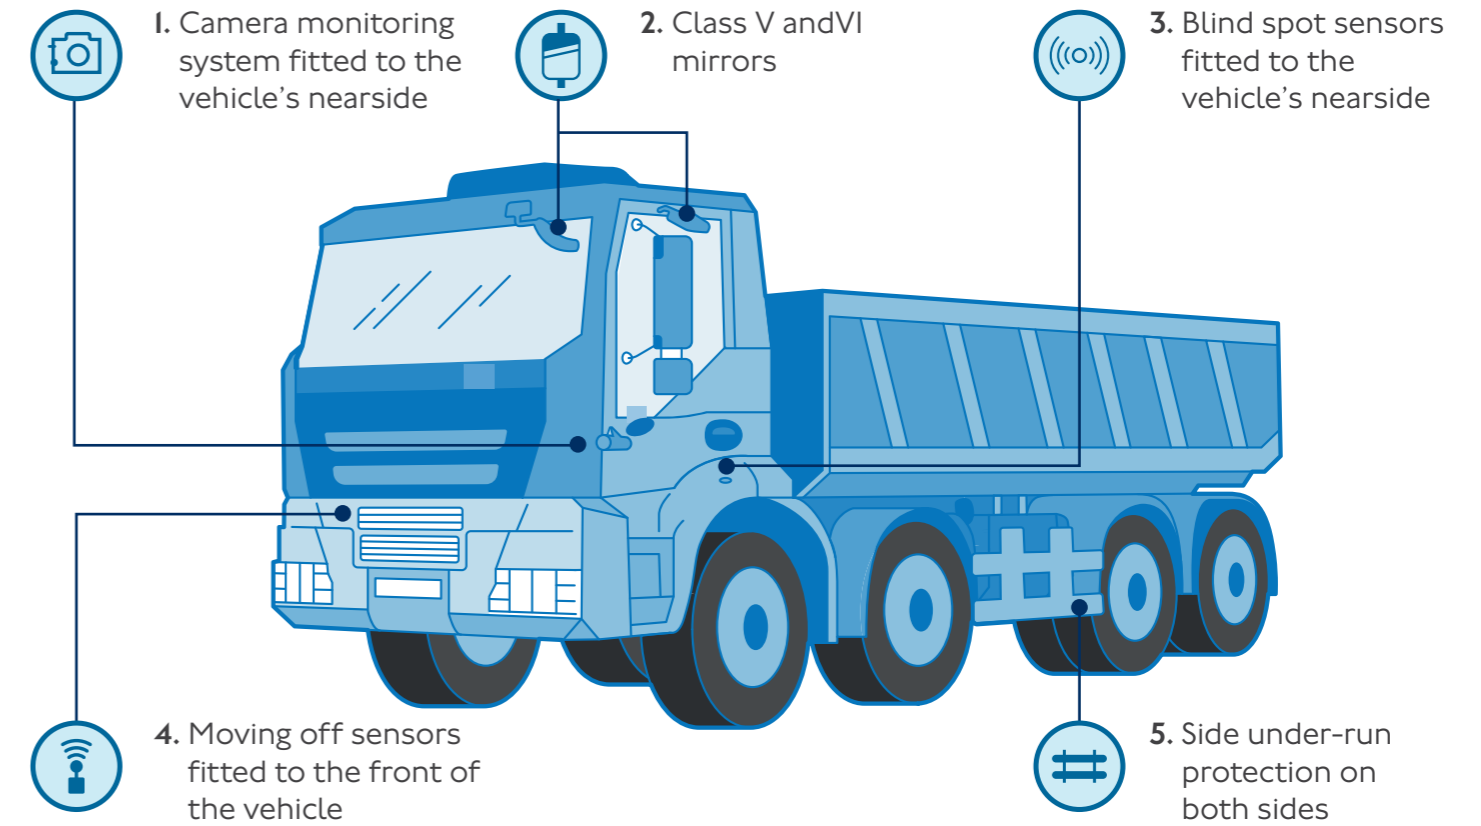 1. Camera monitoring
system fitted to the
vehicle's nearside
2. Class V andVI
mirrors
3. Blind spot sensors
fitted to the
vehicle's nearside
4. Moving off sensors
fitted to the front of
the vehicle
5. Side under-run
protection on
both sides